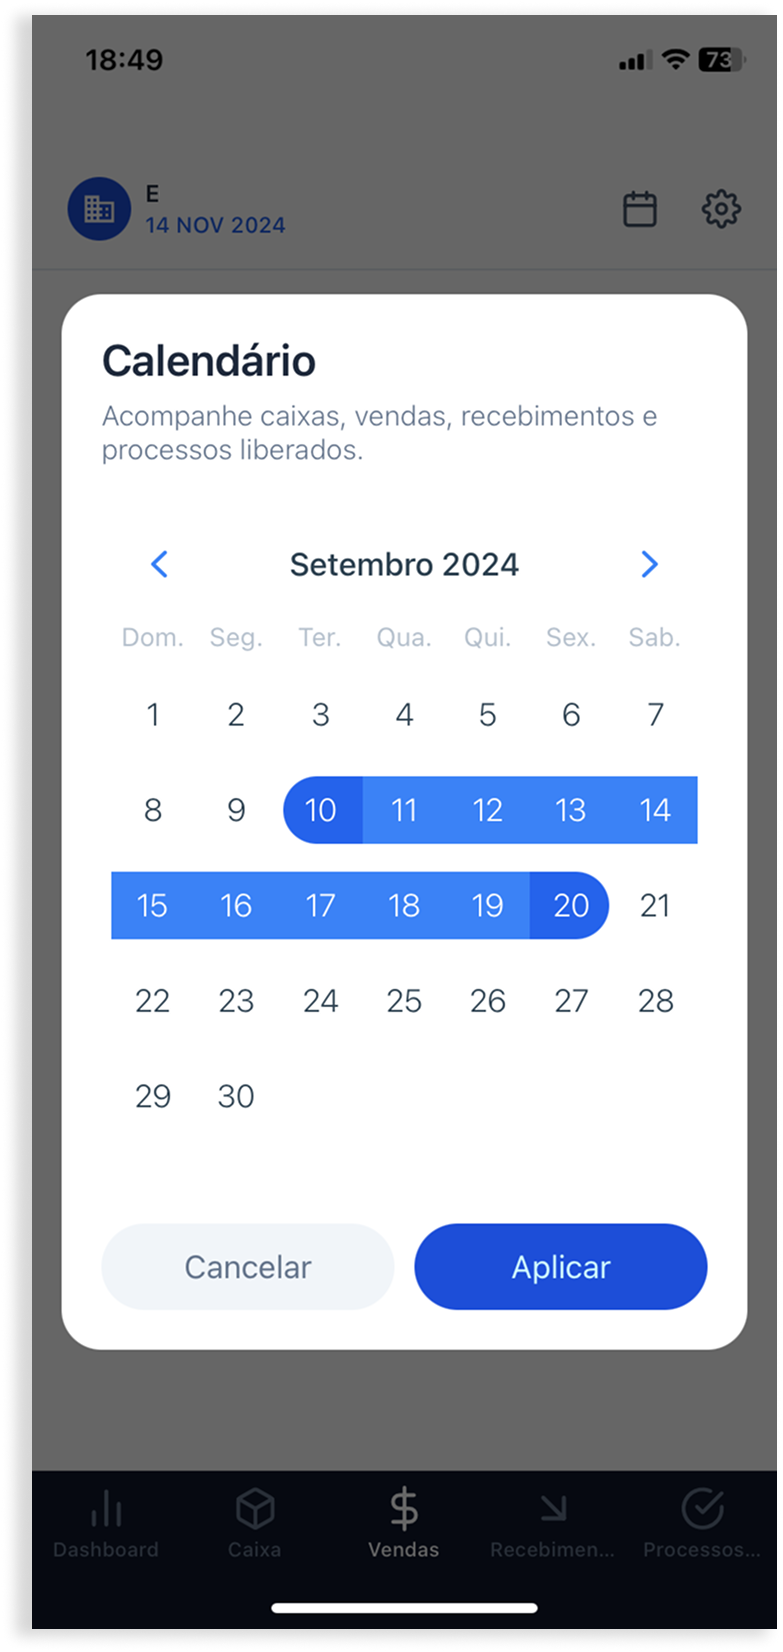 18:49
73
E
14 NOV 2024
Calendário
Acompanhe caixas, vendas, recebimentos e
processos liberados.
Setembro 2024
Dom. Seg. Ter. Qua. Qui. Sex. Sab.
1 2 3 4 5 6 7
8 9 10 11 12 13 14
15 16 17 18 19 20 21
22 23 24 25 26 27 28
29 30
Cancelar Aplicar
Dashboard Caixa Vendas Recebimen... Processos...